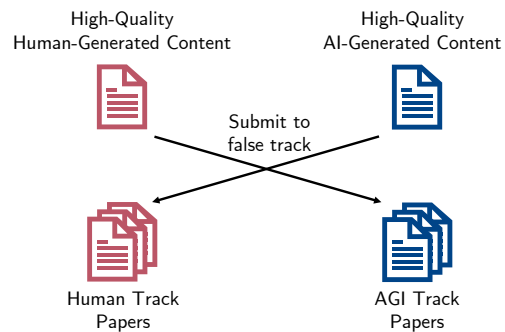 High-Quality
Human-Generated Content
High-Quality
AI-Generated Content
Submit to
false track
Human Track
Papers
AGI Track
Papers